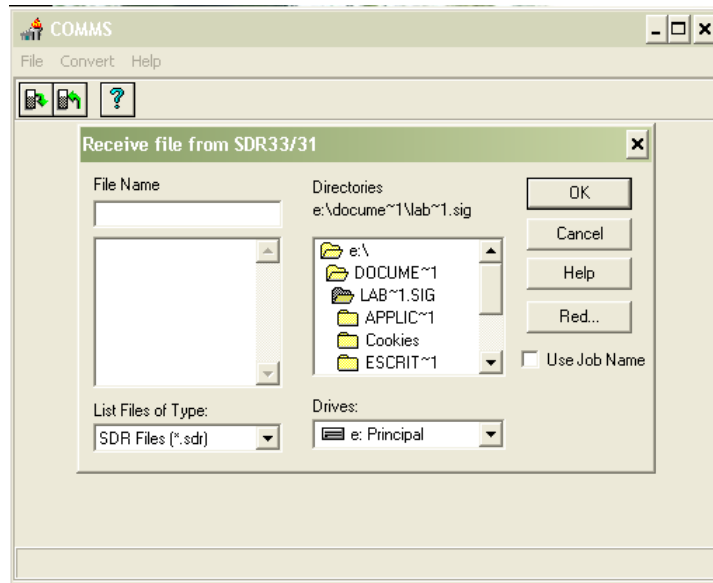 COMMS
File Convert Help
Receive file from SDR33/31
File Name
Directories
e:\docume~1\lab~1.sig
e:\
DOCUME~1
LAB~1.SIG
APPLIC~1
Cookies
ESCRIT~1
OK
Cancel
Help
Red...
Use Job Name
List Files of Type:
SDR Files (*.sdr)
Drives:
e: Principal